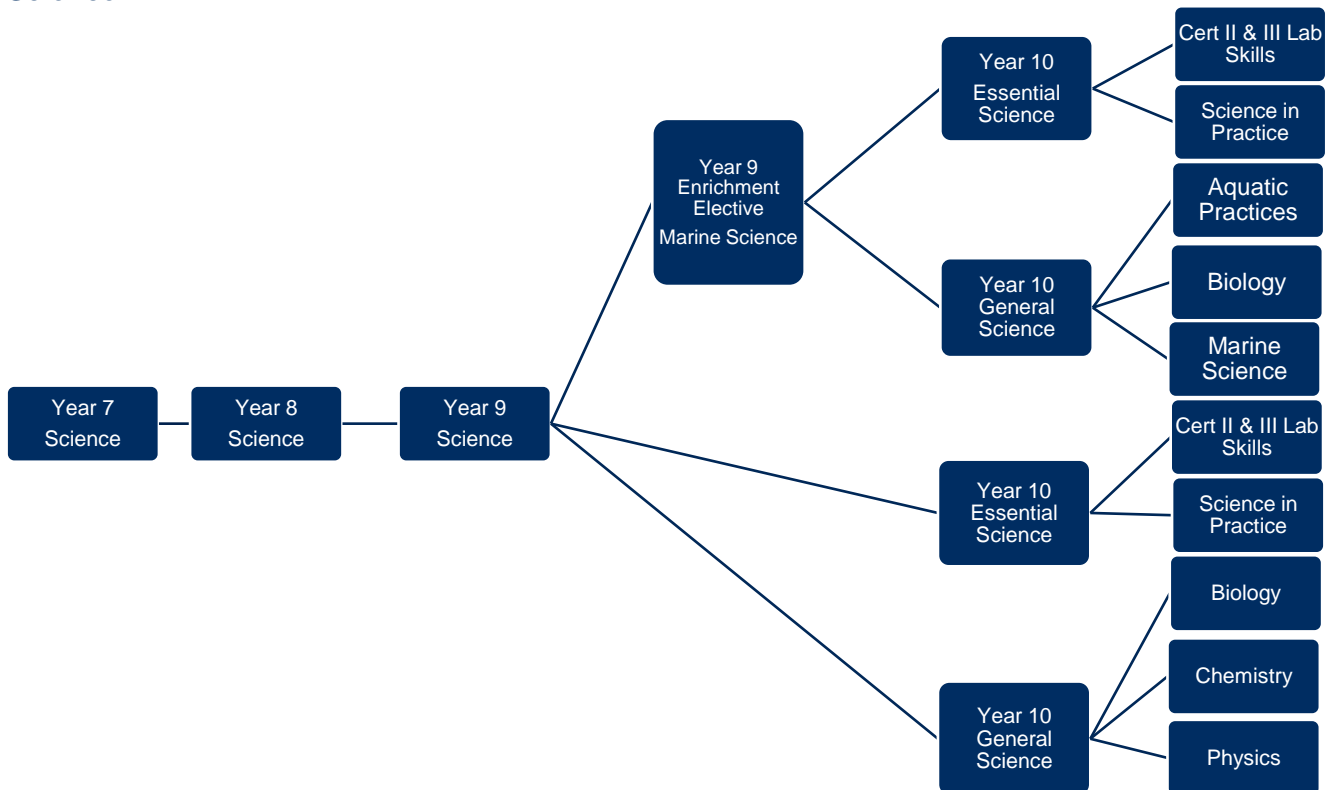 Year 7
Science
Year 8
Science
Year 9
Science
Year 9
Enrichment
Elective
Marine Science
Year 10
Essential
Science
Cert II & III Lab
Skills
Science in
Practice
Year 10
General
Science
Aquatic
Practices
Biology
Marine
Science
Year 10
Essential
Science
Cert II & III Lab
Skills
Science in
Practice
Year 10
General
Science
Biology
Chemistry
Physics